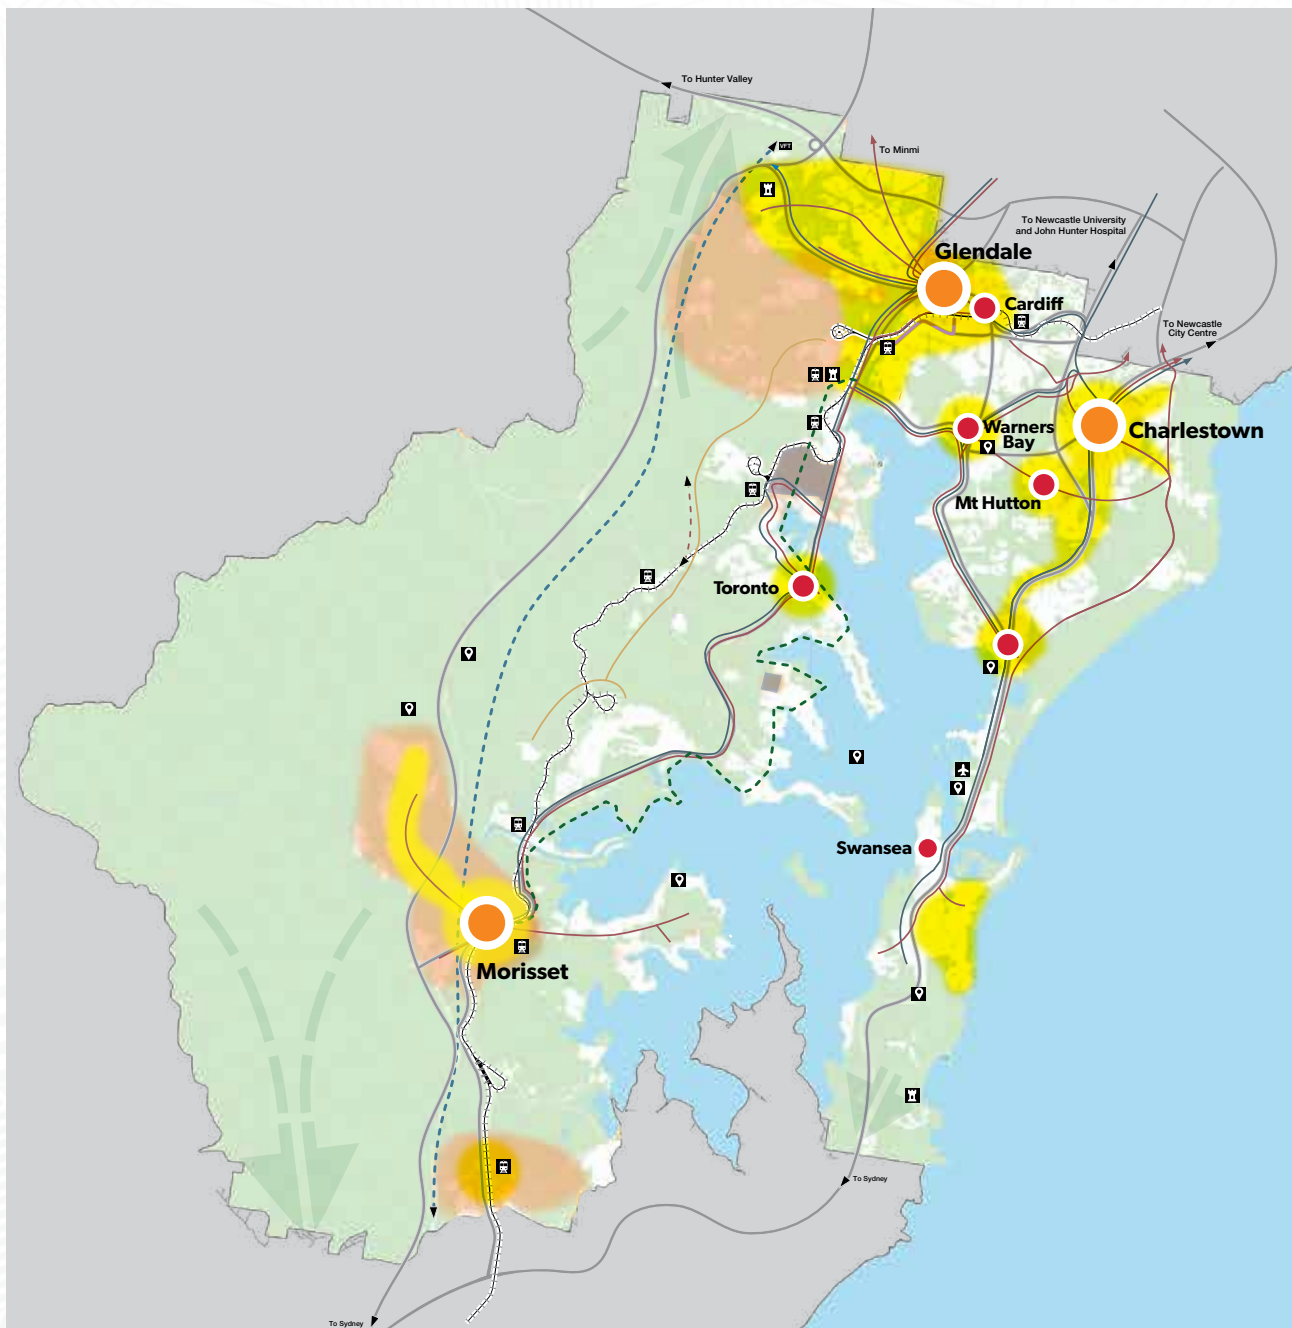 To Hunter Valley
VFT
To Minmi
To Newcastle University
and John Hunter Hospital
Glendale
Cardiff
To Newcastle
City Centre
Warners
Bay
Charlestown
Mt Hutton
Toronto
Swansea
Morisset
To Sydney
To Sydney